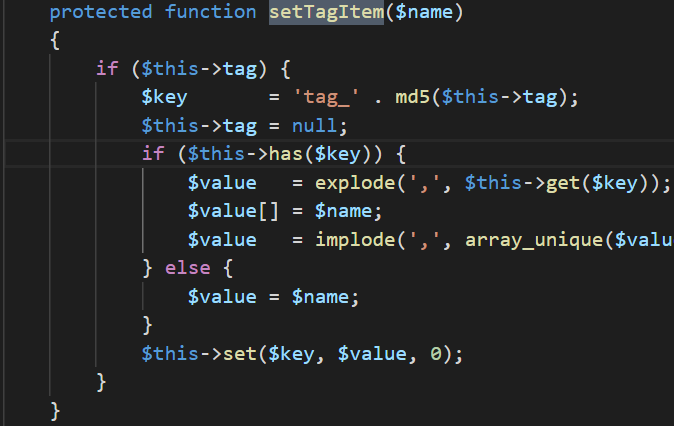 protected function setTagItem($name)
{
    if ($this->tag) {
        $key       = 'tag_' . md5($this->tag);
        $this->tag = null;
        if ($this->has($key)) {
            $value   = explode(',', $this->get($key));
            $value[] = $name;
            $value   = implode(',', array_unique($valu
        } else {
            $value = $name;
        }
        $this->set($key, $value, 0);
    }
}